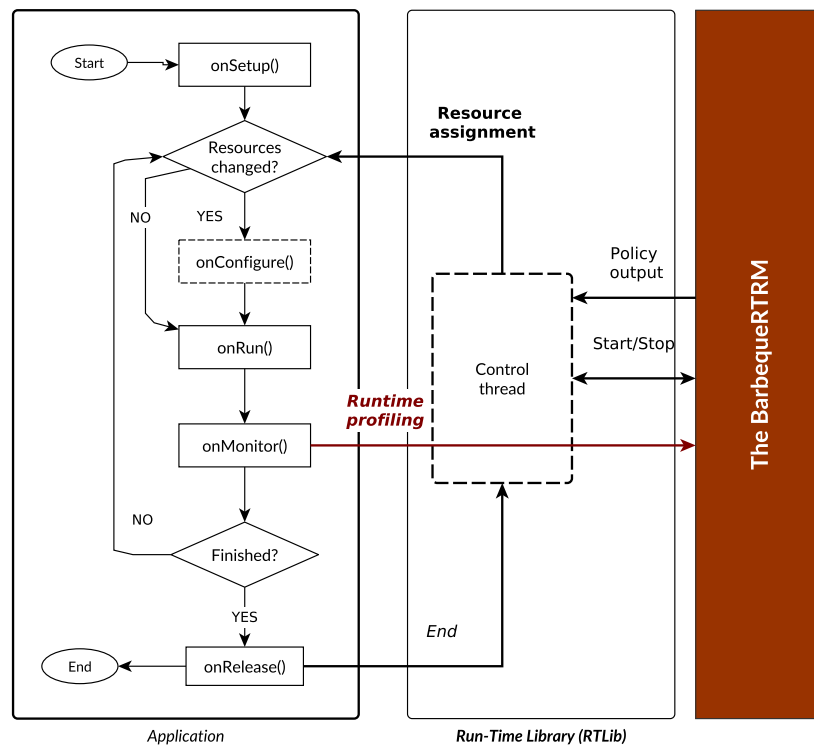 Start
onSetup()
Resources
changed?
NO
YES
onConfigure()
onRun()
onMonitor()
NO
Finished?
YES
onRelease()
End
Application
Resource
assignment
Runtime
profiling
Control
thread
End
Run-Time Library (RTLib)
Policy
output
Start/Stop
The BarbequeRTRM